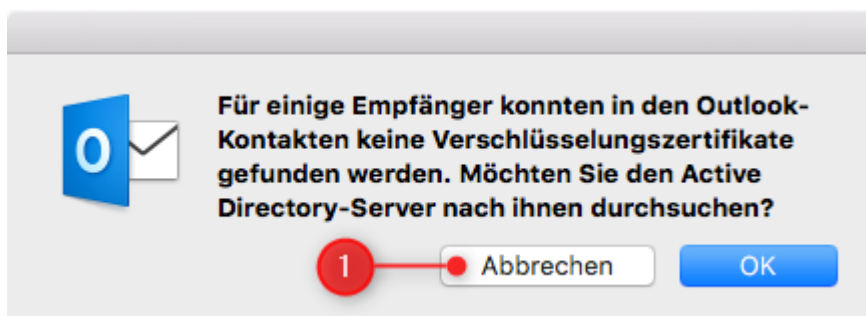 Für einige Empfänger konnten in den Outlook-
Kontakten keine Verschlüsselungszertifikate
gefunden werden. Möchten Sie den Active
Directory-Server nach ihnen durchsuchen?
1
Abbrechen
OK